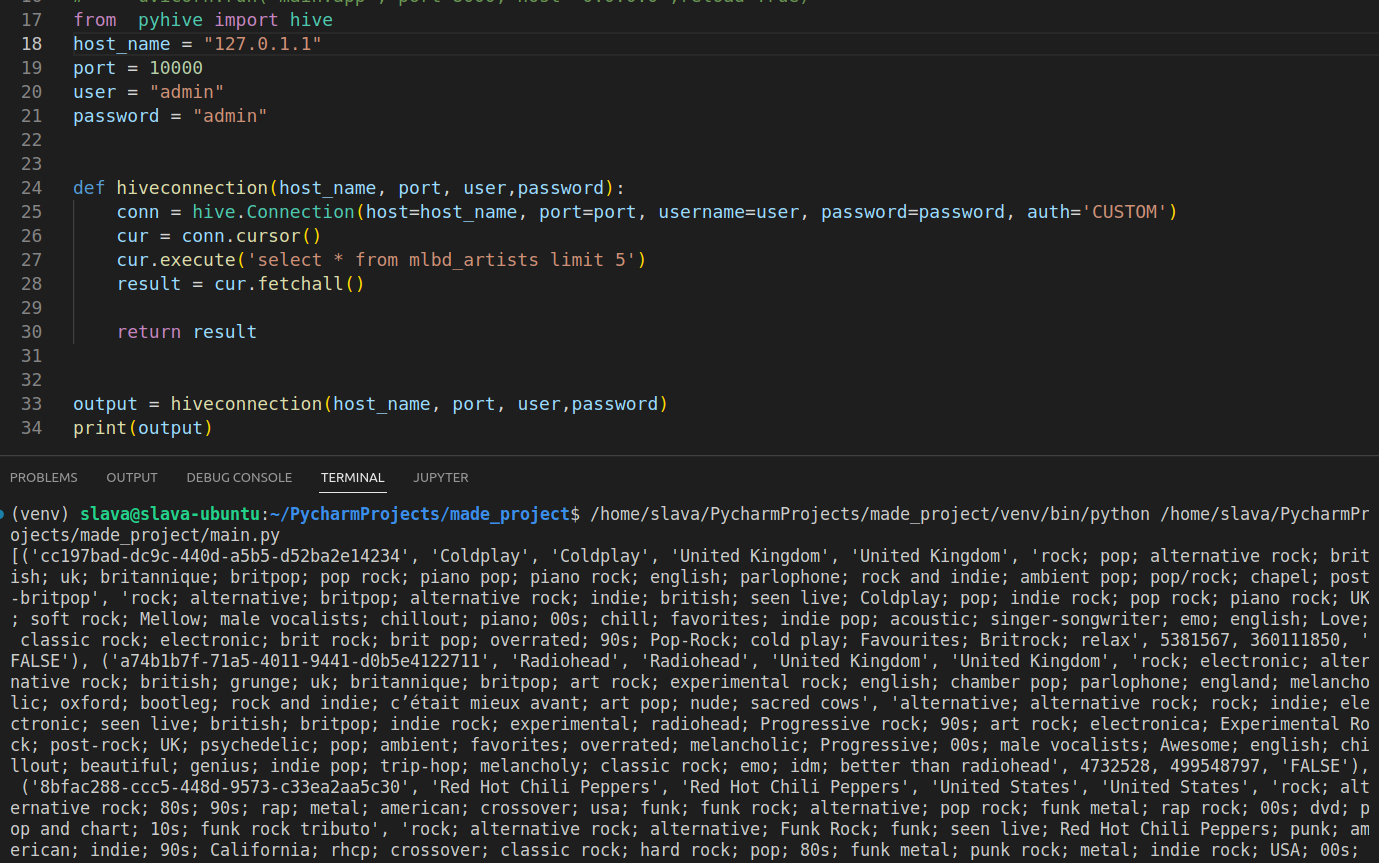 17 from  pyhive import hive
18 host_name = "127.0.1.1"
19 port = 10000
20 user = "admin"
21 password = "admin"
22
23
24 def hiveconnection(host_name, port, user,password):
25     conn = hive.Connection(host=host_name, port=port, username=user, password=password, auth='CUSTOM')
26     cur = conn.cursor()
27     cur.execute('select * from mlbd_artists limit 5')
28     result = cur.fetchall()
29
30     return result
31
32
33 output = hiveconnection(host_name, port, user,password)
34 print(output)
PROBLEMS OUTPUT DEBUG CONSOLE TERMINAL JUPYTER
(venv) slava@slava-ubuntu:~/PycharmProjects/made_project$ /home/slava/PycharmProjects/made_project/venv/bin/python /home/slava/PycharmPr
ojects/made_project/main.py
[('cc197bad-dc9c-440d-a5b5-d52ba2e14234', 'Coldplay', 'Coldplay', 'United Kingdom', 'United Kingdom', 'rock; pop; alternative rock; brit
ish; uk; britannique; britpop; pop rock; piano pop; piano rock; english; parlophone; rock and indie; ambient pop; pop/rock; chapel; post
-britpop', 'rock; alternative; britpop; alternative rock; indie; british; seen live; Coldplay; pop; indie rock; pop rock; piano rock; UK
; soft rock; Mellow; male vocalists; chillout; piano; 00s; chill; favorites; indie pop; acoustic; singer-songwriter; emo; english; Love;
 classic rock; electronic; brit rock; brit pop; overrated; 90s; Pop-Rock; cold play; Favourites; Britrock; relax', 5381567, 360111850, '
FALSE'), ('a74b1b7f-71a5-4011-9441-d0b5e4122711', 'Radiohead', 'Radiohead', 'United Kingdom', 'United Kingdom', 'rock; electronic; alter
native rock; british; grunge; uk; britannique; britpop; art rock; experimental rock; english; chamber pop; parlophone; england; melancho
lic; oxford; bootleg; rock and indie; c’était mieux avant; art pop; nude; sacred cows', 'alternative; alternative rock; rock; indie; ele
ctronic; seen live; british; britpop; indie rock; experimental; radiohead; Progressive rock; 90s; art rock; electronica; Experimental Ro
ck; post-rock; UK; psychedelic; pop; ambient; favorites; overrated; melancholic; Progressive; 00s; male vocalists; Awesome; english; chi
llout; beautiful; genius; indie pop; trip-hop; melancholy; classic rock; emo; idm; better than radiohead', 4732528, 499548797, 'FALSE'),
 ('8bfac288-ccc5-448d-9573-c33ea2aa5c30', 'Red Hot Chili Peppers', 'Red Hot Chili Peppers', 'United States', 'United States', 'rock; alt
ernative rock; 80s; 90s; rap; metal; american; crossover; usa; funk; funk rock; alternative; pop rock; funk metal; rap rock; 00s; dvd; p
op and chart; 10s; funk rock tributo', 'rock; alternative rock; alternative; Funk Rock; funk; seen live; Red Hot Chili Peppers; punk; am
erican; indie; 90s; California; rhcp; crossover; classic rock; hard rock; pop; 80s; funk metal; punk rock; metal; indie rock; USA; 00s;